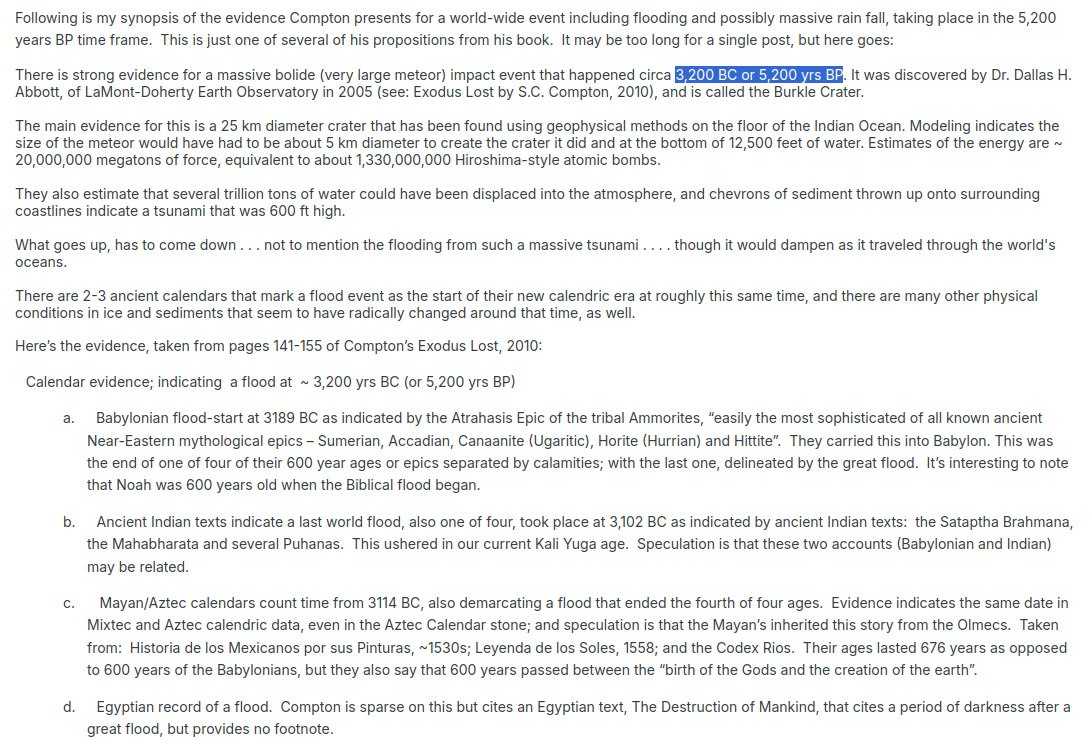 Following is my synopsis of the evidence Compton presents for a world-wide event including flooding and possibly massive rain fall, taking place in the 5,200
years BP time frame.  This is just one of several of his propositions from his book.  It may be too long for a single post, but here goes:
There is strong evidence for a massive bolide (very large meteor) impact event that happened circa 3,200 BC or 5,200 yrs BP. It was discovered by Dr. Dallas H.
Abbott, of LaMont-Doherty Earth Observatory in 2005 (see: Exodus Lost by S.C. Compton, 2010), and is called the Burkle Crater.
The main evidence for this is a 25 km diameter crater that has been found using geophysical methods on the floor of the Indian Ocean. Modeling indicates the
size of the meteor would have had to be about 5 km diameter to create the crater it did and at the bottom of 12,500 feet of water. Estimates of the energy are ~
20,000,000 megatons of force, equivalent to about 1,330,000,000 Hiroshima-style atomic bombs.
They also estimate that several trillion tons of water could have been displaced into the atmosphere, and chevrons of sediment thrown up onto surrounding
coastlines indicate a tsunami that was 600 ft high.
What goes up, has to come down . . . not to mention the flooding from such a massive tsunami . . . . though it would dampen as it traveled through the world's
oceans.
There are 2-3 ancient calendars that mark a flood event as the start of their new calendric era at roughly this same time, and there are many other physical
conditions in ice and sediments that seem to have radically changed around that time, as well.
Here's the evidence, taken from pages 141-155 of Compton's Exodus Lost, 2010:
Calendar evidence; indicating  a flood at  ~ 3,200 yrs BC (or 5,200 yrs BP)
a.  Babylonian flood-start at 3189 BC as indicated by the Atrahasis Epic of the tribal Ammorites, “easily the most sophisticated of all known ancient
Near-Eastern mythological epics – Sumerian, Accadian, Canaanite (Ugaritic), Horite (Hurrian) and Hittite”.  They carried this into Babylon. This was
the end of one of four of their 600 year ages or epics separated by calamities; with the last one, delineated by the great flood.  It's interesting to note
that Noah was 600 years old when the Biblical flood began.
b.  Ancient Indian texts indicate a last world flood, also one of four, took place at 3,102 BC as indicated by ancient Indian texts:  the Sataptha Brahmana,
the Mahabharata and several Puhanas.  This ushered in our current Kali Yuga age.  Speculation is that these two accounts (Babylonian and Indian)
may be related.
c.  Mayan/Aztec calendars count time from 3114 BC, also demarcating a flood that ended the fourth of four ages.  Evidence indicates the same date in
Mixtec and Aztec calendric data, even in the Aztec Calendar stone; and speculation is that the Mayan's inherited this story from the Olmecs.  Taken
from:  Historia de los Mexicanos por sus Pinturas, ~1530s; Leyenda de los Soles, 1558; and the Codex Rios.  Their ages lasted 676 years as opposed
to 600 years of the Babylonians, but they also say that 600 years passed between the “birth of the Gods and the creation of the earth”.
d.  Egyptian record of a flood.  Compton is sparse on this but cites an Egyptian text, The Destruction of Mankind, that cites a period of darkness after a
great flood, but provides no footnote.